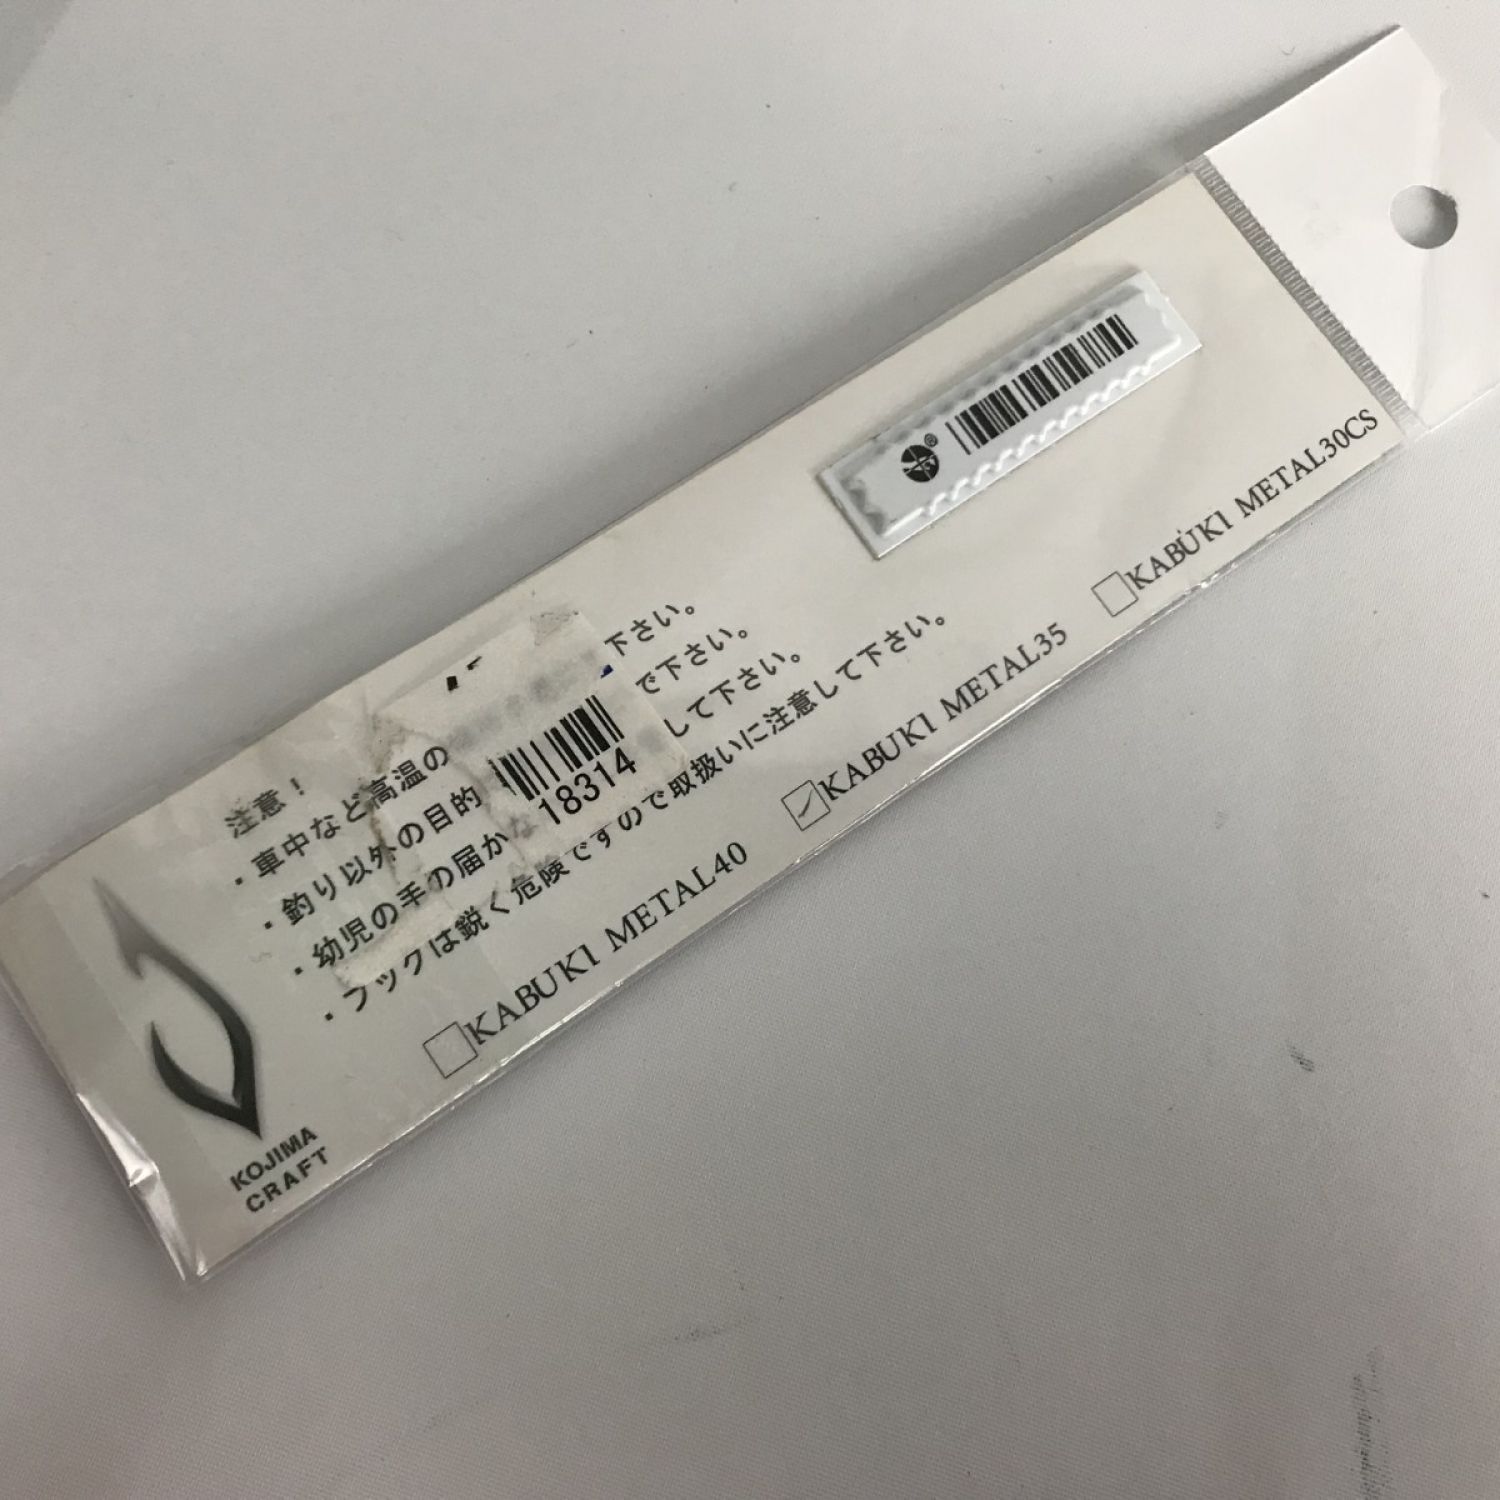 注意！
・車中など高温の 下さい。
・釣り以外の目的 で下さい。
・幼児の手の届かな して下さい。
・フックは鋭く危険ですので取扱いに注意して下さい。
18314
KABUKI METAL40
KABUKI METAL35
KABUKI METAL30CS
KOJIMA
CRAFT